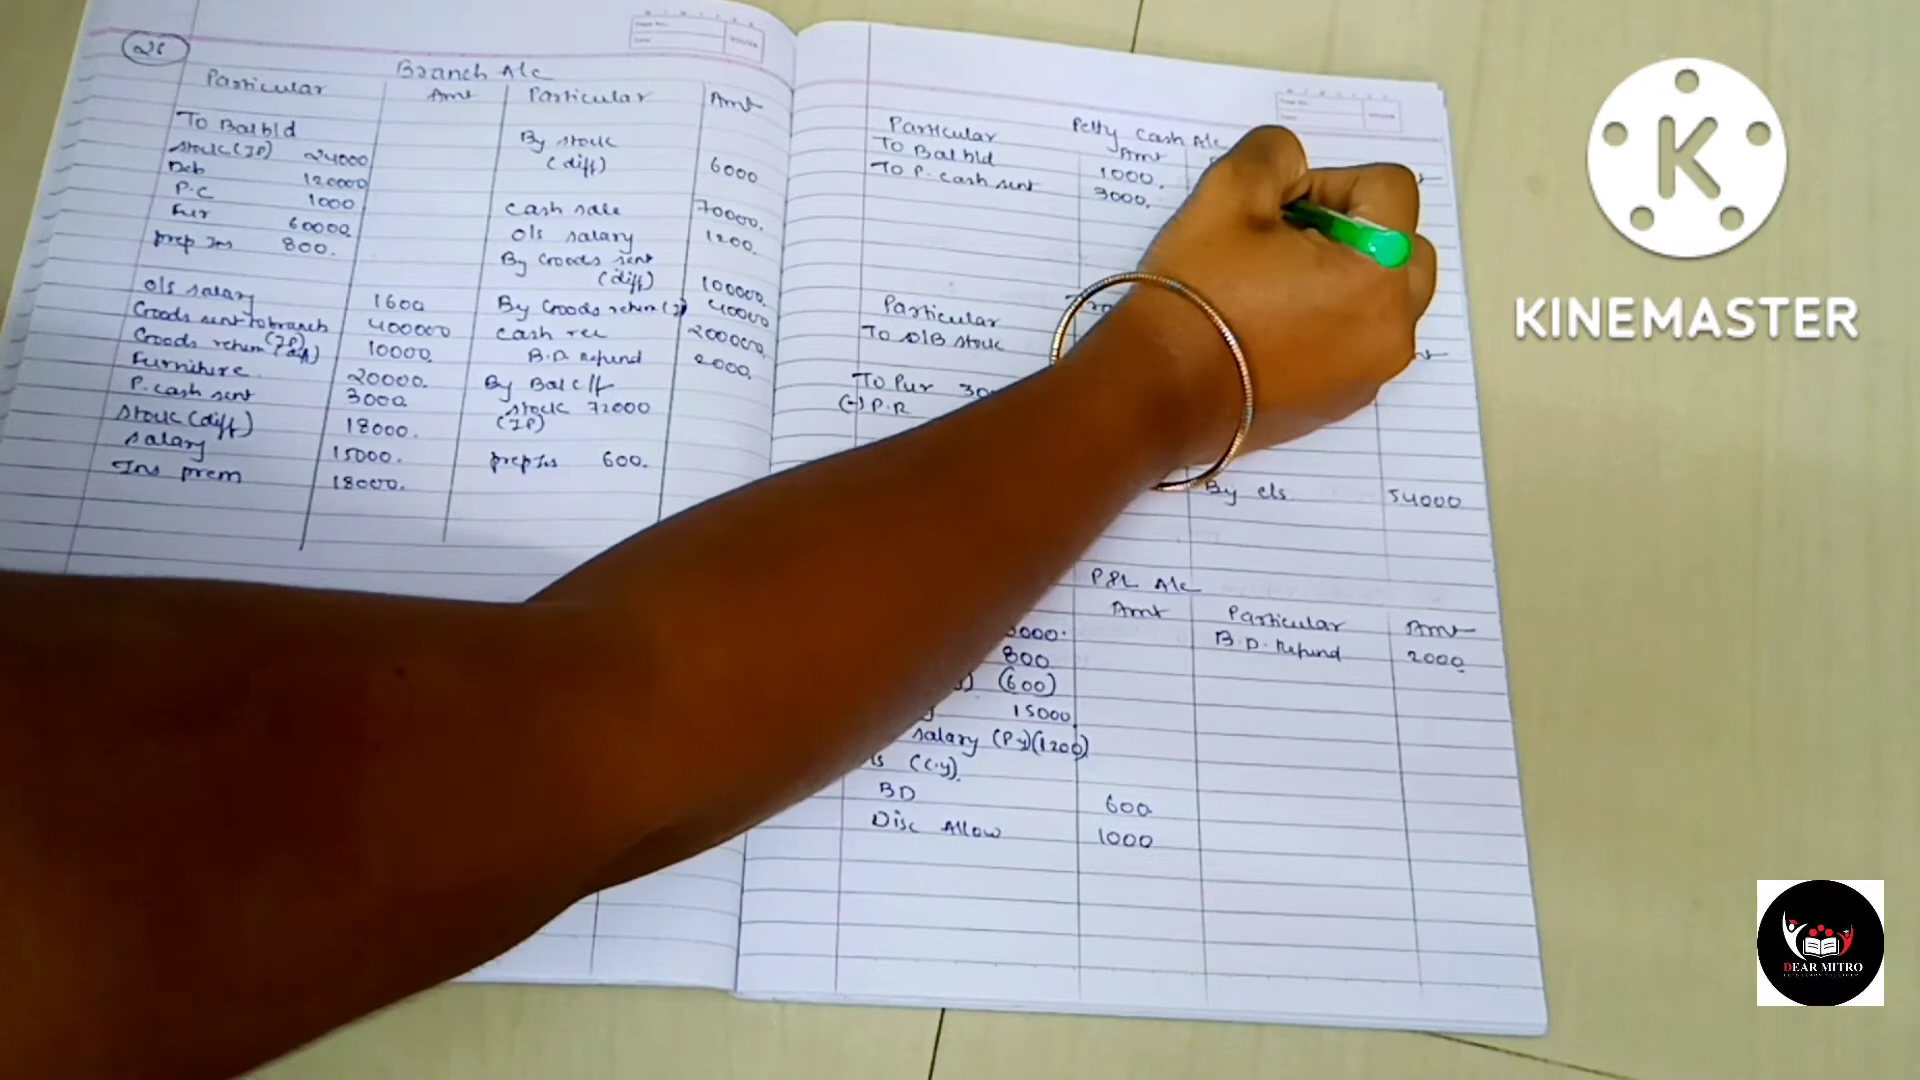 26
Branch A/c
Particular Amt Particular Amt
To Bal b/d By stock
Stock (IP) 24000 (diff) 6000
Deb 120000
P.C 1000 cash sale 70000.
Fur 60000 o/s salary 1200.
prep Ins 800. By Goods sent
(diff) 100000
o/s salary 1600 By Goods return (I) 40000
Goods sent to branch (IP) 400000 cash rec 200000
Goods return (diff) 10000 B.D. Refund 2000.
Furniture 20000. By Bal c/f
P. cash sent 3000 stock 72000
Stock (diff) 18000. (IP)
salary 15000. prep Ins 600.
Ins prem 18000.
Petty Cash A/c
Particular Amt
To Bal b/d 1000.
To P. cash sent 3000.
Particular
To O/B stock
To Pur
(-) P.R
By cls 54000
P&L A/c
Amt Particular Amt
B.D. Refund 2000
800
(600)
15000
salary (Py) (1200)
(C.y).
BD 600
Disc Allow 1000
K
KINEMASTER
DEAR MITRO